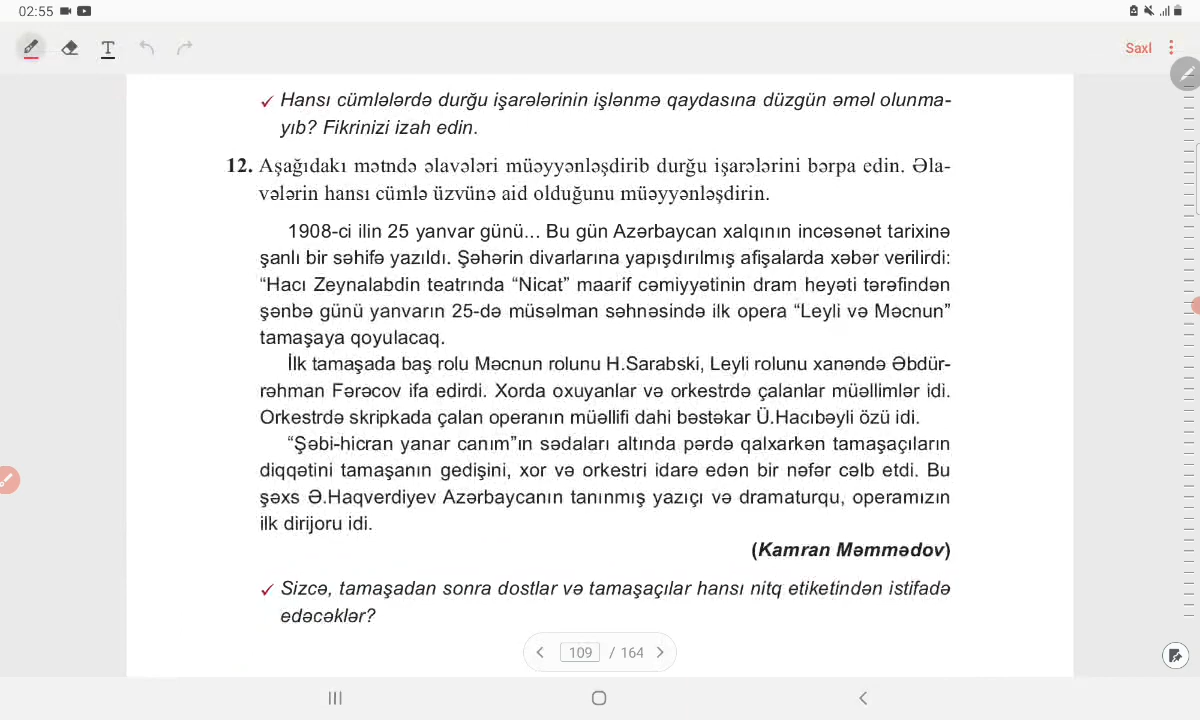 02:55
T
Saxl
✓ Hansı cümlələrdə durğu işarələrinin işlənmə qaydasına düzgün əməl olunma-
yıb? Fikrinizi izah edin.
12. Aşağıdakı mətndə əlavələri müəyyənləşdirib durğu işarələrini bərpa edin. Əla-
vələrin hansı cümlə üzvünə aid olduğunu müəyyənləşdirin.
1908-ci ilin 25 yanvar günü... Bu gün Azərbaycan xalqının incəsənət tarixinə
şanlı bir səhifə yazıldı. Şəhərin divarlarına yapışdırılmış afişalarda xəbər verilirdi:
“Hacı Zeynalabdin teatrında “Nicat” maarif cəmiyyətinin dram heyəti tərəfindən
şənbə günü yanvarın 25-də müsəlman səhnəsində ilk opera “Leyli və Məcnun”
tamaşaya qoyulacaq.
İlk tamaşada baş rolu Məcnun rolunu H.Sarabski, Leyli rolunu xanəndə Əbdür-
rəhman Fərəcov ifa edirdi. Xorda oxuyanlar və orkestrdə çalanlar müəllimlər idi.
Orkestrdə skripkada çalan operanın müəllifi dahi bəstəkar Ü.Hacıbəyli özü idi.
“Şəbi-hicran yanar canım”ın sədaları altında pərdə qalxarkən tamaşaçıların
diqqətini tamaşanın gedişini, xor və orkestri idarə edən bir nəfər cəlb etdi. Bu
şəxs Ə.Haqverdiyev Azərbaycanın tanınmış yazıçı və dramaturqu, operamızın
ilk dirijoru idi.
(Kamran Məmmədov)
✓ Sizcə, tamaşadan sonra dostlar və tamaşaçılar hansı nitq etiketindən istifadə
edəcəklər?
109 / 164